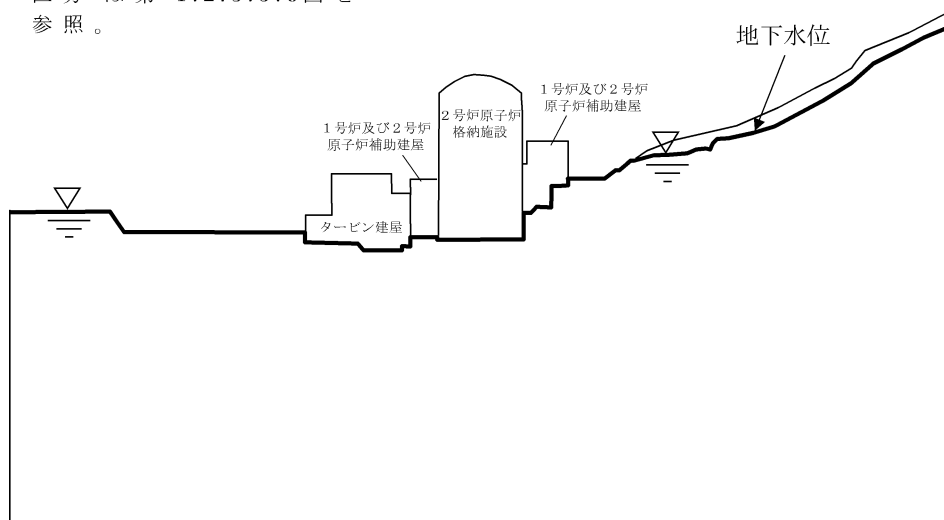 参照。
地下水位
1号炉及び2号炉
原子炉補助建屋
2号炉原子炉
格納施設
1号炉及び2号炉
原子炉補助建屋
タービン建屋